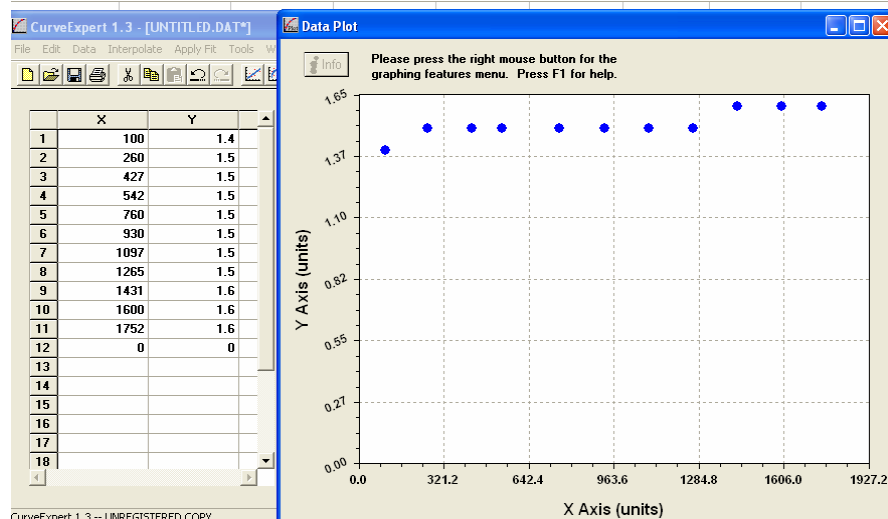 CurveExpert 1.3 - [UNTITLED.DAT*]
File Edit Data Interpolate Apply Fit Tools W
X Y
1 100 1.4
2 260 1.5
3 427 1.5
4 542 1.5
5 760 1.5
6 930 1.5
7 1097 1.5
8 1265 1.5
9 1431 1.6
10 1600 1.6
11 1752 1.6
12 0 0
13
14
15
16
17
18
CurveExpert 1.3 -- UNREGISTERED COPY
Data Plot
Info
Please press the right mouse button for the
graphing features menu. Press F1 for help.
Y Axis (units)
1.65
1.37
1.10
0.82
0.55
0.27
0.00
0.0 321.2 642.4 963.6 1284.8 1606.0 1927.2
X Axis (units)